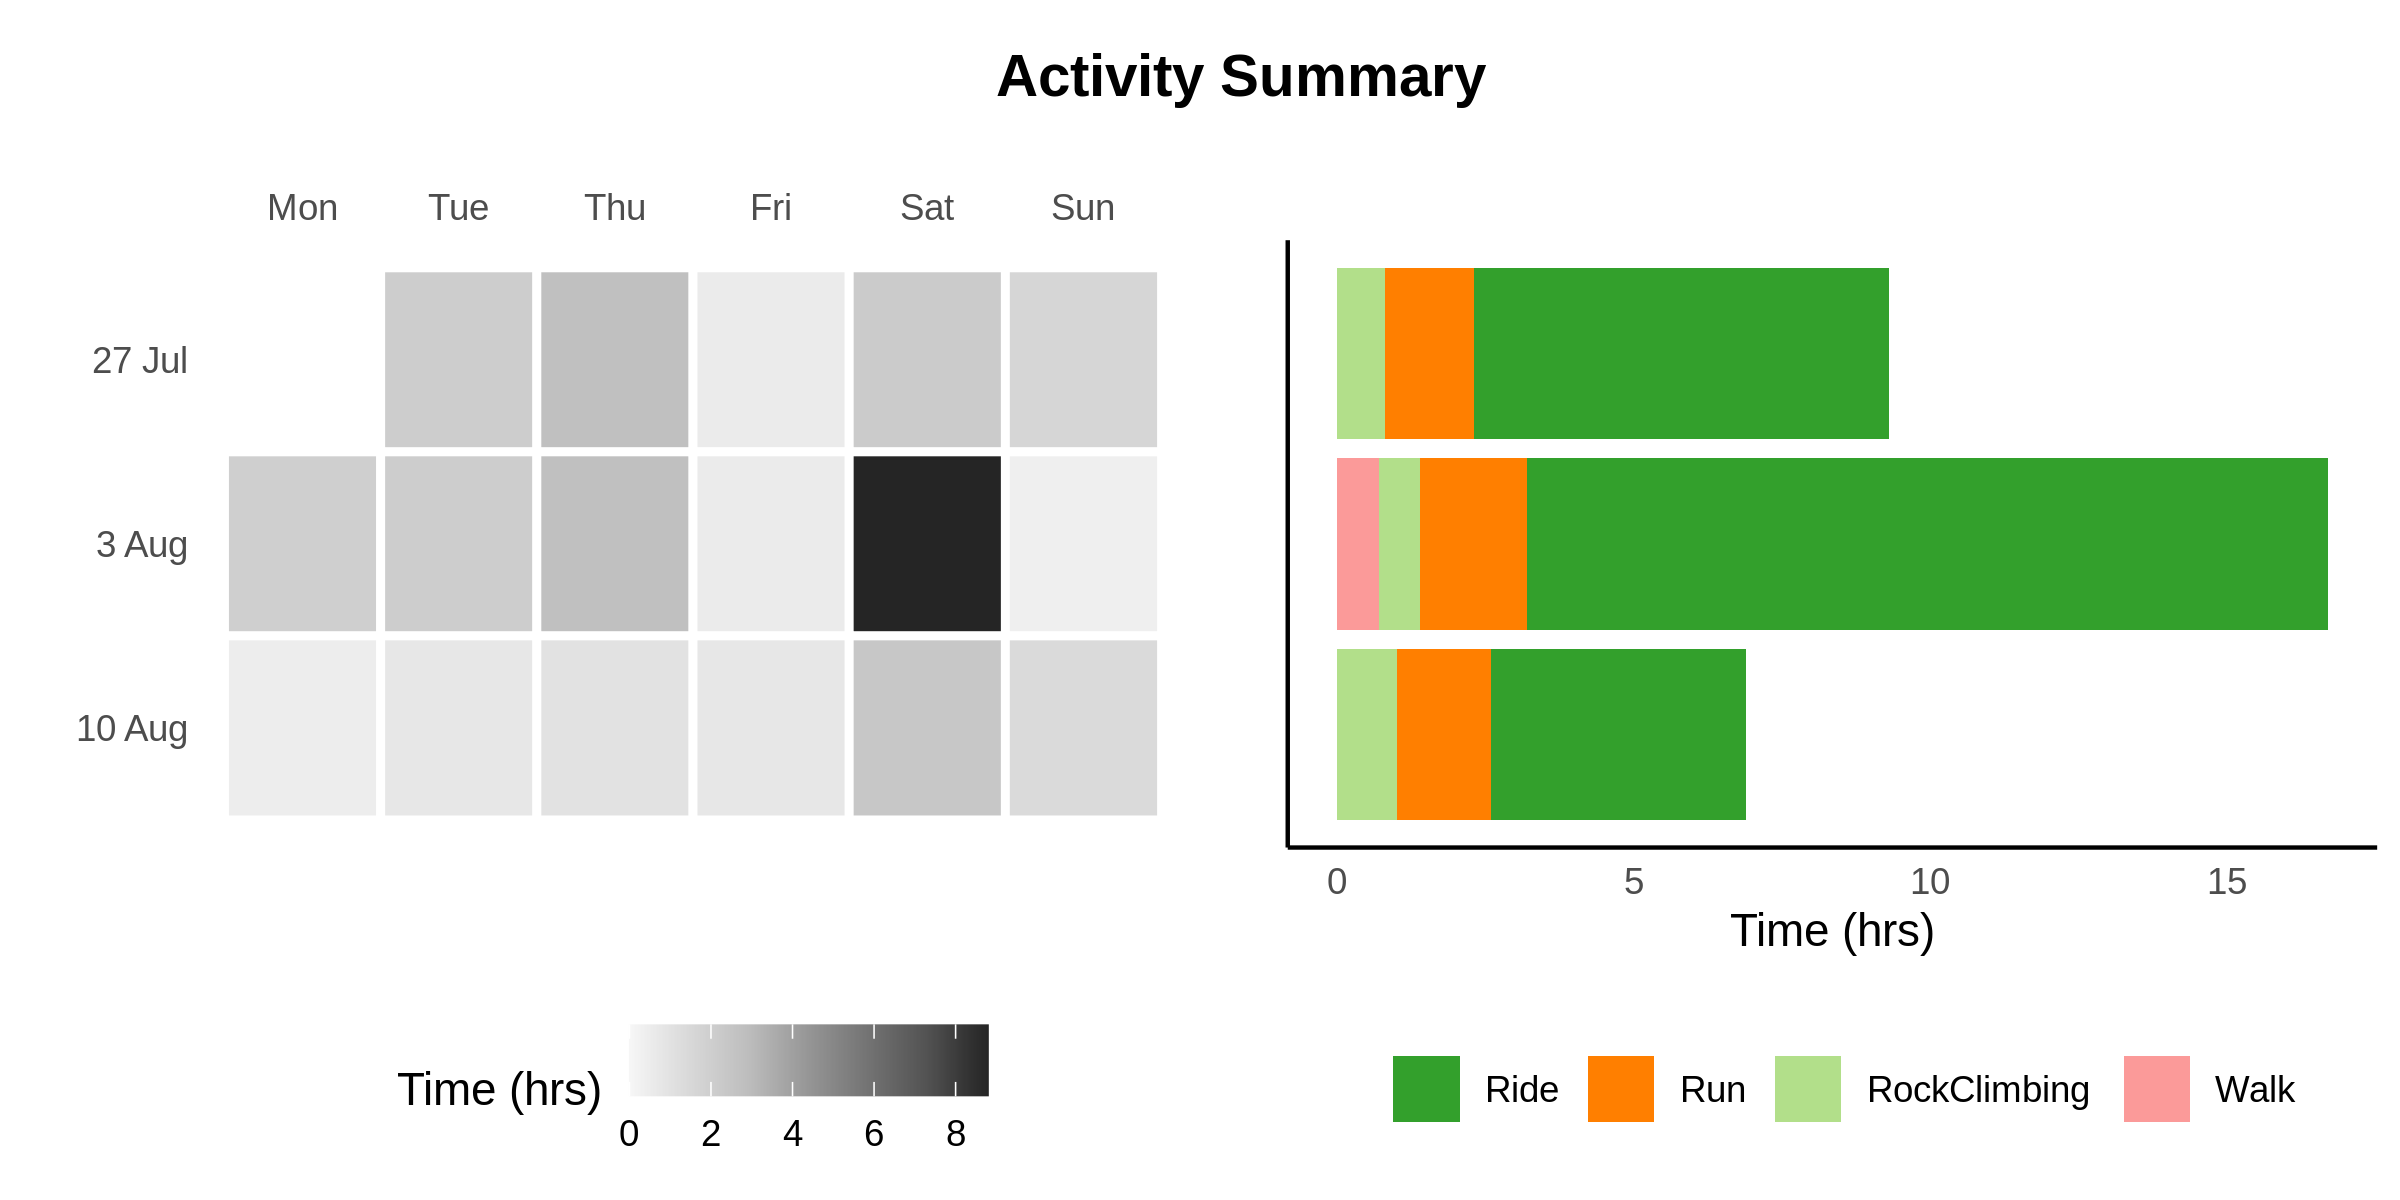 Activity Summary
Mon Tue Thu Fri Sat Sun
27 Jul
3 Aug
10 Aug
0 5 10 15
Time (hrs)
Time (hrs)
0 2 4 6 8
Ride Run RockClimbing Walk